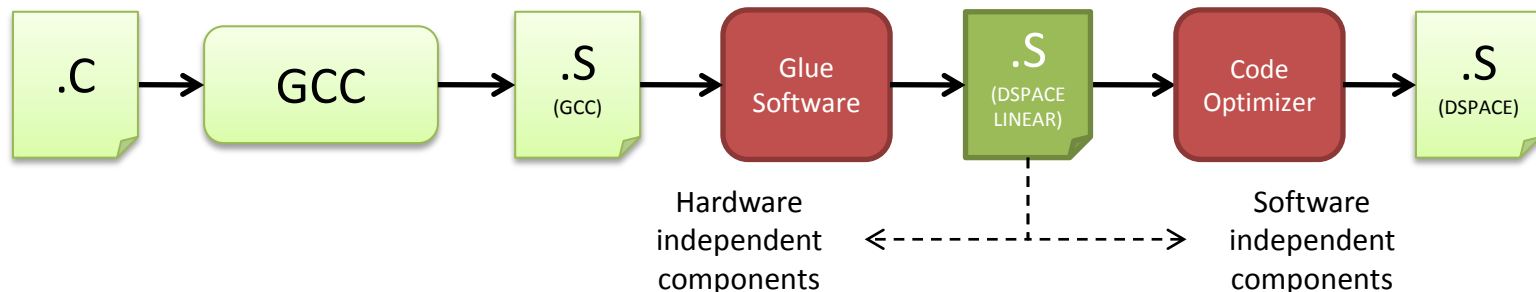 .C
GCC
.S
(GCC)
Glue
Software
.S
(DSPACE
LINEAR)
Code
Optimizer
.S
(DSPACE)
Hardware
independent
components
Software
independent
components